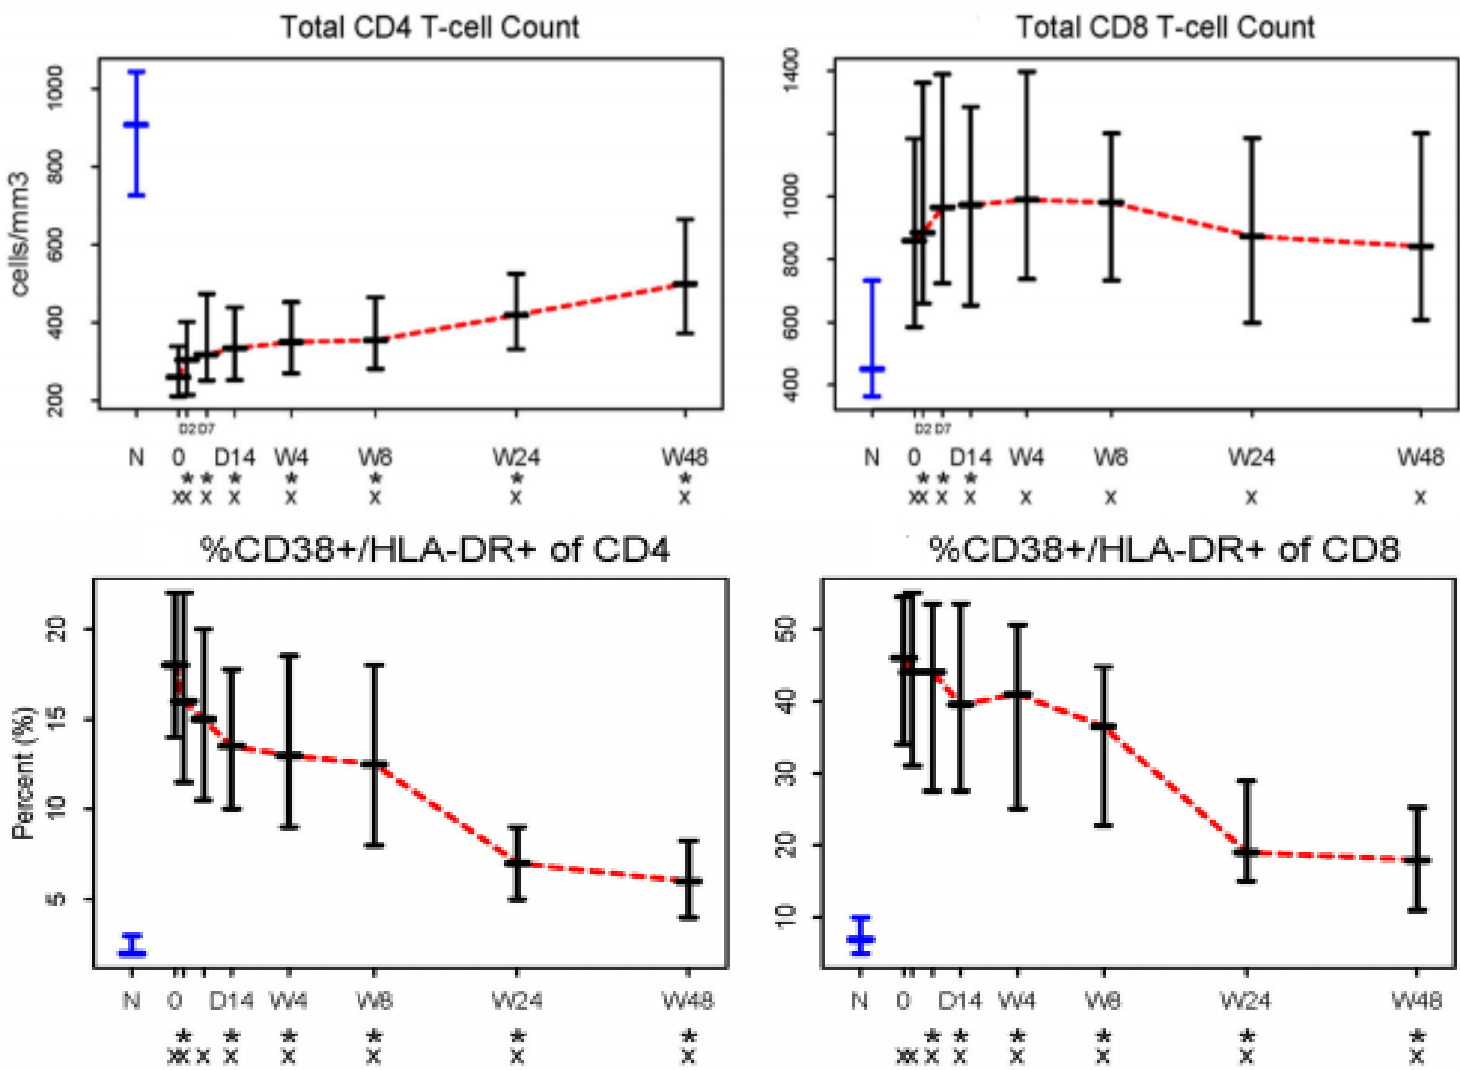 Total CD4 T-cell Count
cells/mm3
1000
800
600
400
200
D2 D7
N 0 D14 W4 W8 W24 W48
* * * * * * *
x x x x x x x x
Total CD8 T-cell Count
1400
1000
800
600
400
D2 D7
N 0 D14 W4 W8 W24 W48
* * *
x x x x x x x x
%CD38+/HLA-DR+ of CD4
Percent (%)
20
15
10
5
N 0 D14 W4 W8 W24 W48
* * * * * *
x x x x x x x x
%CD38+/HLA-DR+ of CD8
50
40
30
20
10
N 0 D14 W4 W8 W24 W48
* * * * * *
x x x x x x x x